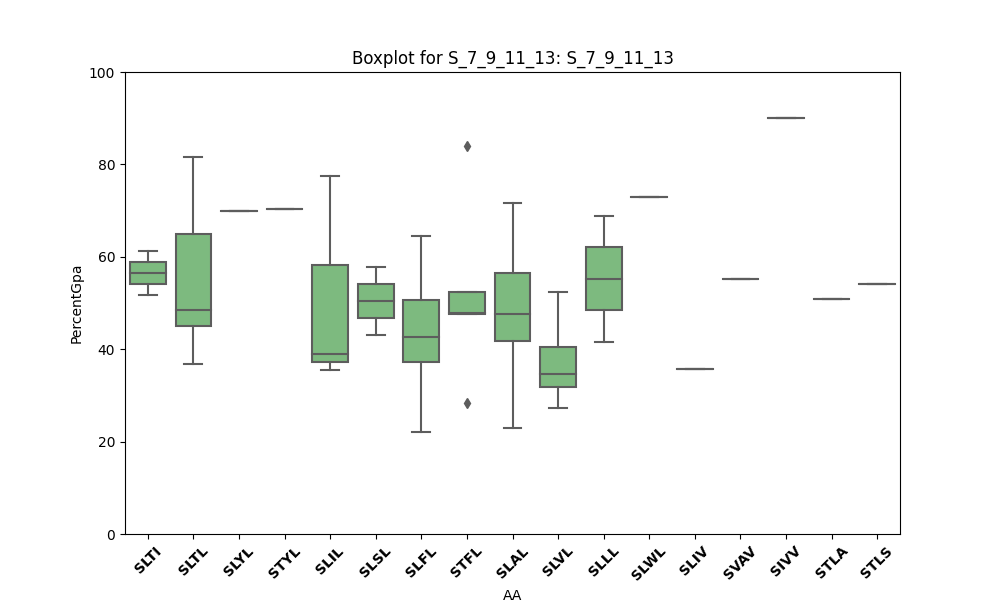 Boxplot for S_7_9_11_13: S_7_9_11_13
PercentGpa
100
80
60
40
20
0
SLTI
SLTL
SLYL
STYL
SLIL
SLSL
SLFL
STFL
SLAL
SLVL
SLLL
SLWL
SLIV
SVAV
SIVV
STLA
STLS
AA